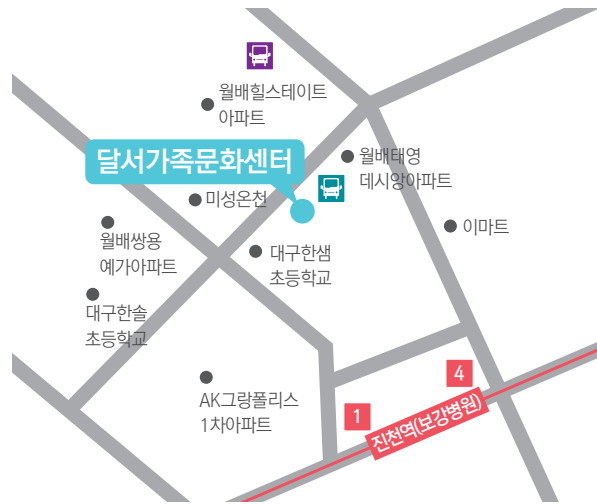 월배힐스테이트
아파트
달서가족문화센터
월배태영
데시앙아파트
미성온천
이마트
월배쌍용
예가아파트
대구한샘
초등학교
대구한솔
초등학교
AK그랑폴리스
1차아파트
4
1
진천역(보강병원)